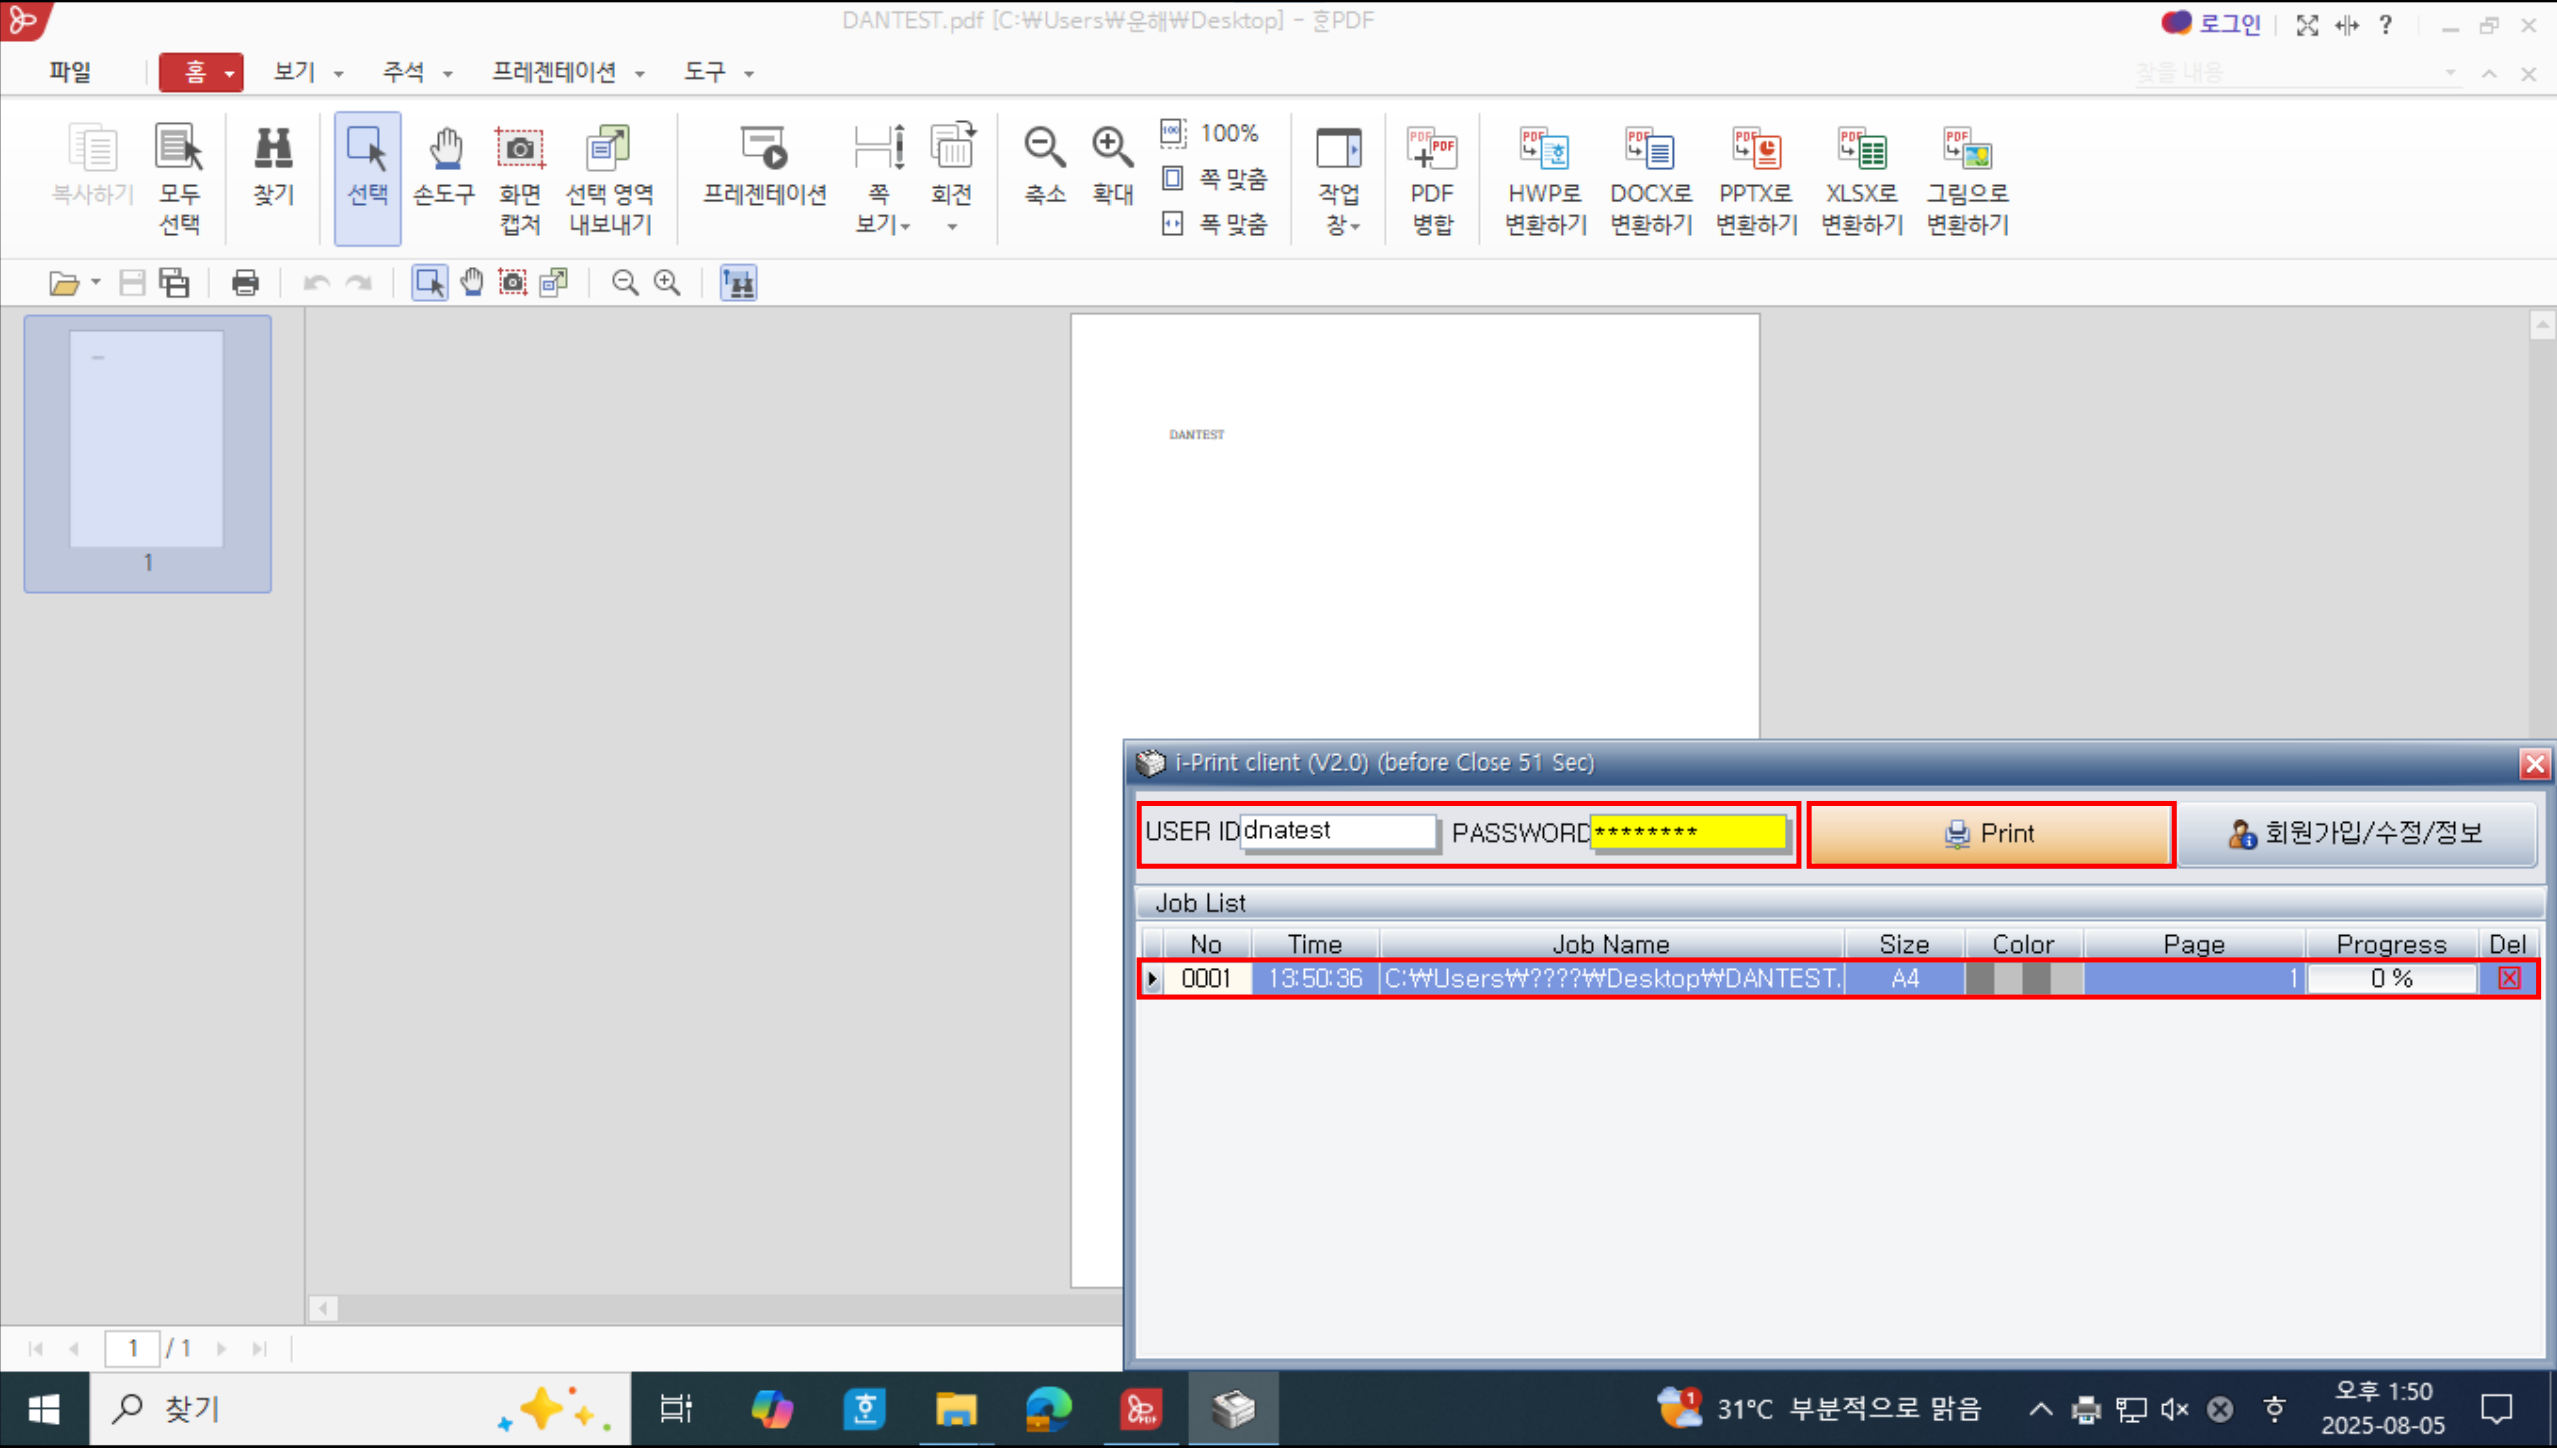 DANTEST.pdf [C:₩Users₩운해₩Desktop] - 한PDF
로그인
?
파일
홈
보기
주석
프레젠테이션
도구
찾을 내용
복사하기
모두
선택
찾기
선택
손도구
화면
캡처
선택 영역
내보내기
프레젠테이션
쪽
보기
회전
축소
확대
100%
쪽 맞춤
폭 맞춤
작업
창
PDF
병합
HWP로
변환하기
DOCX로
변환하기
PPTX로
변환하기
XLSX로
변환하기
그림으로
변환하기
1
DANTEST
i-Print client (V2.0) (before Close 51 Sec)
USER ID dnatest PASSWORD ******** Print 회원가입/수정/정보
Job List
No Time Job Name Size Color Page Progress Del
0001 13:50:36 C:₩Users₩????₩Desktop₩DANTEST. A4 1 0 %
1 / 1
찾기
1
31°C 부분적으로 맑음
오후 1:50
2025-08-05